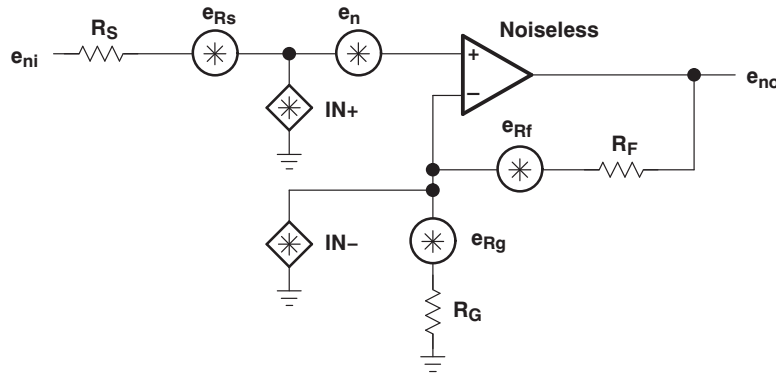 Noiseless
e_ni
R_S
e_Rs
e_n
+
−
e_no
IN+
e_Rf
R_F
IN−
e_Rg
R_G